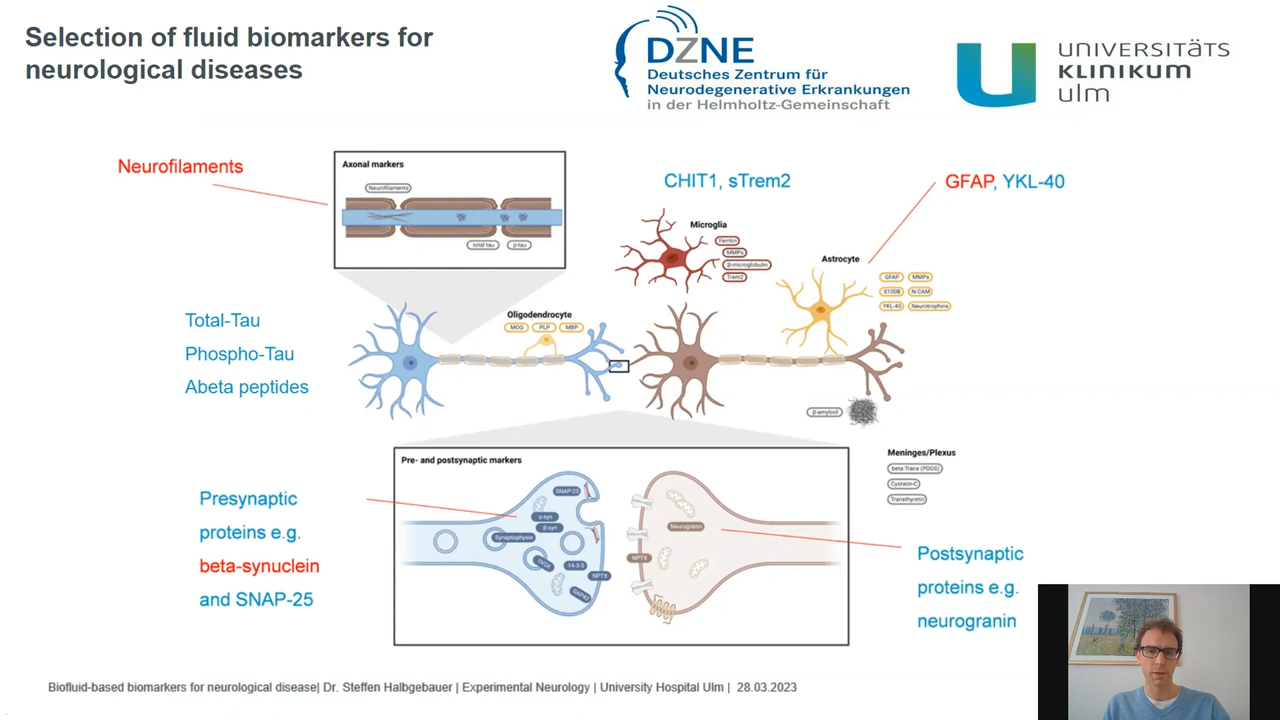 Selection of fluid biomarkers for
neurological diseases
DZNE
Deutsches Zentrum für
Neurodegenerative Erkrankungen
in der Helmholtz-Gemeinschaft
UNIVERSITÄTS
KLINIKUM
ulm
Neurofilaments
Axonal markers
Neurofilaments
total tau
p-tau
CHIT1, sTrem2
GFAP, YKL-40
Microglia
Ferritin
MMPs
β-microglobulin
Trem2
Astrocyte
GFAP
MMPs
S100B
N-CAM
YKL-40
Neurotrophins
Total-Tau
Phospho-Tau
Abeta peptides
Oligodendrocyte
MOG
PLP
MBP
β-amyloid
Pre- and postsynaptic markers
SNAP-25
α-syn
β-syn
Synaptophysin
SV2A
14-3-3
NPTX
GAP43
NPTX
Neurogranin
Meninges/Plexus
beta-Trace (PDGS)
Cystatin-C
Transthyretin
Presynaptic
proteins e.g.
beta-synuclein
and SNAP-25
Postsynaptic
proteins e.g.
neurogranin
Biofluid-based biomarkers for neurological disease| Dr. Steffen Halbgebauer | Experimental Neurology | University Hospital Ulm | 28.03.2023